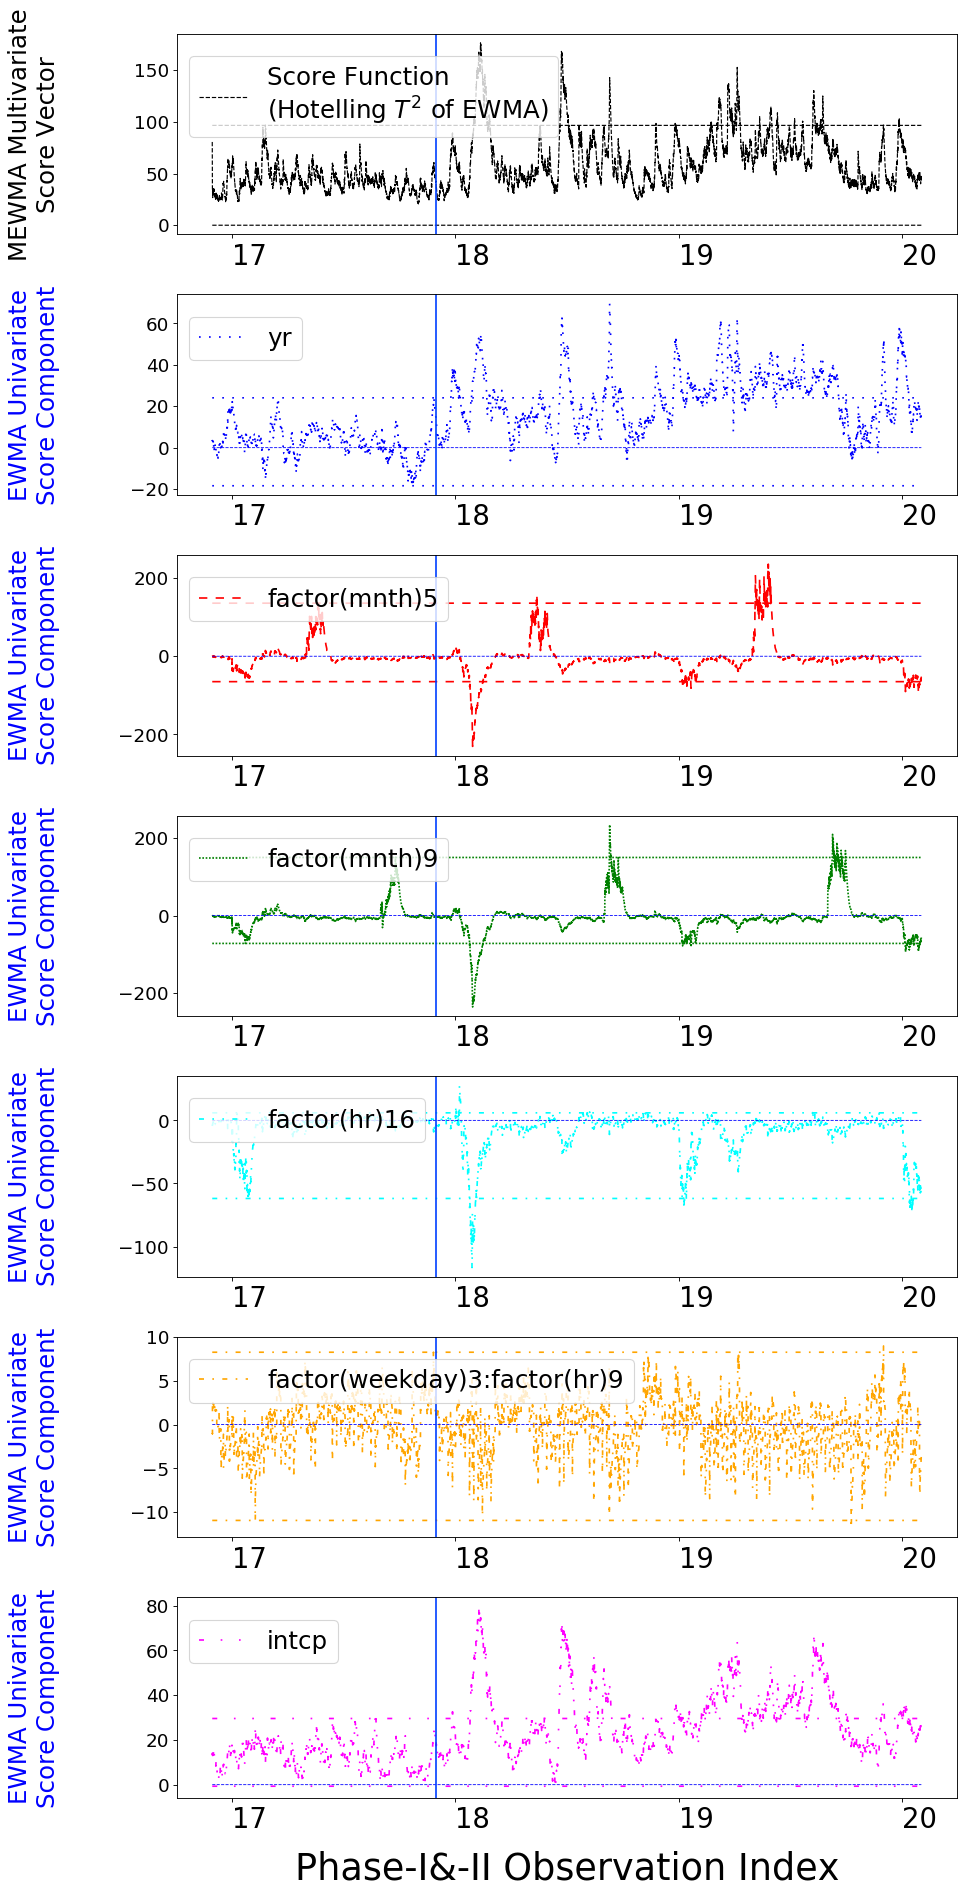 MEWMA Multivariate
Score Vector
150
100
50
0
Score Function
(Hotelling T² of EWMA)
17
18
19
20
EWMA Univariate
Score Component
60
40
20
0
−20
yr
17
18
19
20
EWMA Univariate
Score Component
200
0
−200
factor(mnth)5
17
18
19
20
EWMA Univariate
Score Component
200
0
−200
factor(mnth)9
17
18
19
20
EWMA Univariate
Score Component
0
−50
−100
factor(hr)16
17
18
19
20
EWMA Univariate
Score Component
10
5
0
−5
−10
factor(weekday)3:factor(hr)9
17
18
19
20
EWMA Univariate
Score Component
80
60
40
20
0
intcp
17
18
19
20
Phase-I&-II Observation Index